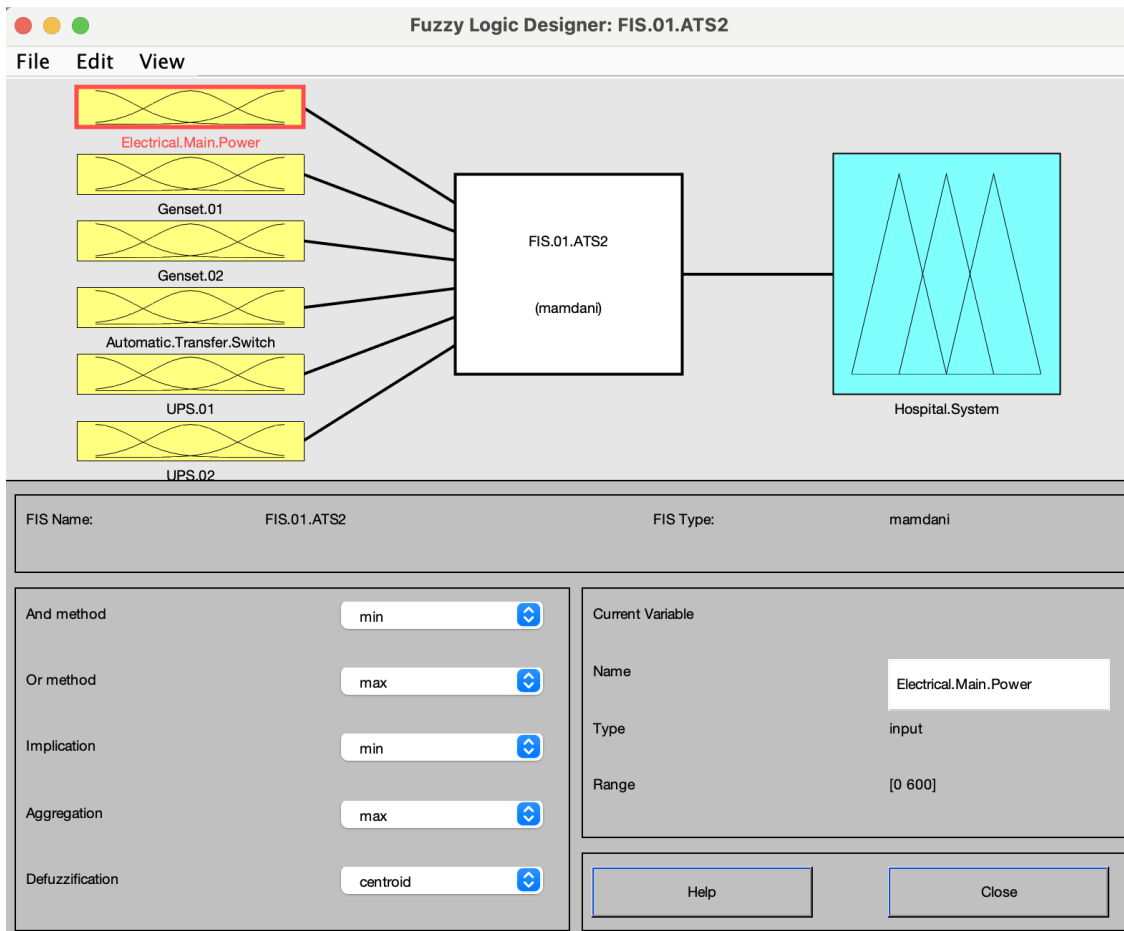 Fuzzy Logic Designer: FIS.01.ATS2
File Edit View
Electrical.Main.Power
Genset.01
Genset.02
Automatic.Transfer.Switch
UPS.01
UPS.02
FIS.01.ATS2
(mamdani)
Hospital.System
FIS Name: FIS.01.ATS2 FIS Type: mamdani
And method min
Or method max
Implication min
Aggregation max
Defuzzification centroid
Current Variable
Name Electrical.Main.Power
Type input
Range [0 600]
Help Close